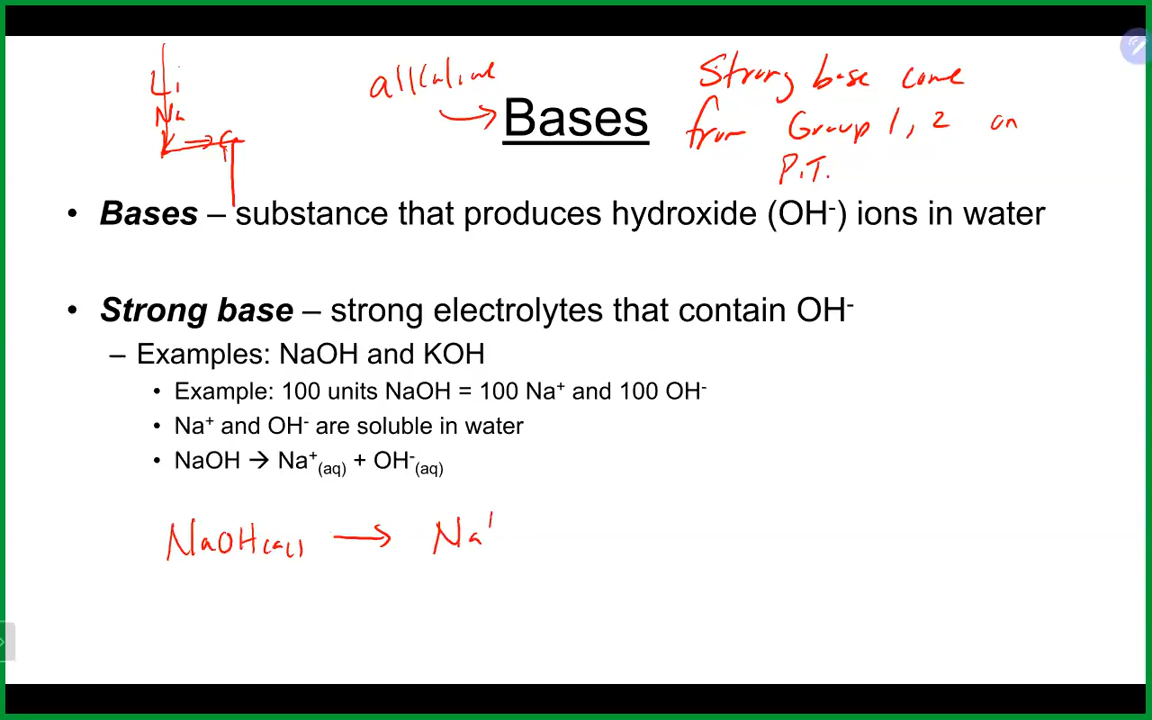 Li
Na
K → Ca
alkaline
→ Bases
Strong base come
from Group 1, 2 on
P.T.
• Bases – substance that produces hydroxide (OH-) ions in water
• Strong base – strong electrolytes that contain OH-
– Examples: NaOH and KOH
• Example: 100 units NaOH = 100 Na+ and 100 OH-
• Na+ and OH- are soluble in water
• NaOH → Na+(aq) + OH-(aq)
NaOH(aq) → Na